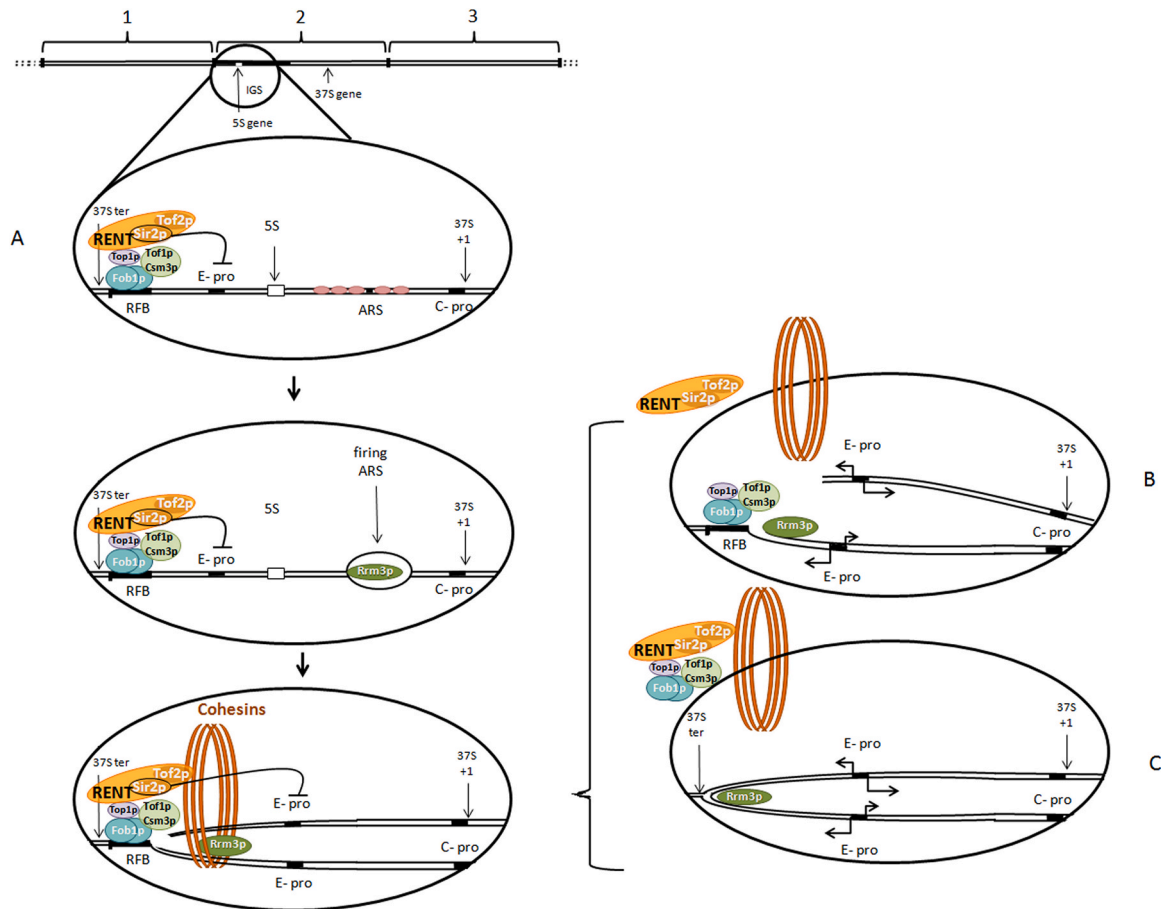 1 2 3
IGS
37S gene
5S gene
A
37S ter
Tof2p
RENT Sir2p
Top1p Tof1p
Csm3p
Fob1p
E- pro
5S
37S
+1
RFB
ARS
C- pro
firing
ARS
37S ter
Tof2p
RENT Sir2p
Top1p Tof1p
Csm3p
Fob1p
E- pro
5S
Rrm3p
37S
+1
RFB
C- pro
Cohesins
37S ter
Tof2p
RENT Sir2p
Top1p Tof1p
Csm3p
Fob1p
E- pro
Rrm3p
37S
+1
RFB
C- pro
E- pro
B
Tof2p
RENT Sir2p
E- pro
37S
+1
Top1p Tof1p
Csm3p
Fob1p
Rrm3p
RFB
C- pro
E- pro
C
Tof2p
RENT Sir2p
Top1p Tof1p
Csm3p
Fob1p
37S
ter
E- pro
37S
+1
Rrm3p
C- pro
E- pro